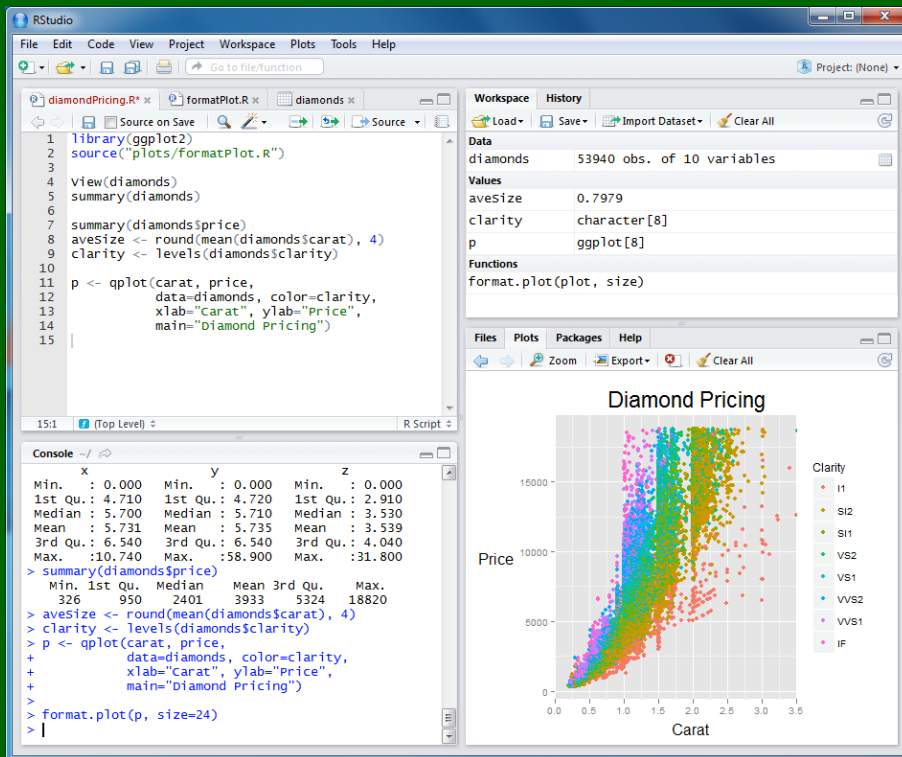 RStudio
File Edit Code View Project Workspace Plots Tools Help
Go to file/function
Project: (None)
diamondPricing.R* formatPlot.R diamonds
Source on Save Source
1 library(ggplot2)
2 source("plots/formatPlot.R")
3
4 View(diamonds)
5 summary(diamonds)
6
7 summary(diamonds$price)
8 aveSize <- round(mean(diamonds$carat), 4)
9 clarity <- levels(diamonds$clarity)
10
11 p <- qplot(carat, price,
12 data=diamonds, color=clarity,
13 xlab="Carat", ylab="Price",
14 main="Diamond Pricing")
15
15:1 (Top Level) R Script
Console ~/
x y z
Min. : 0.000 Min. : 0.000 Min. : 0.000
1st Qu.: 4.710 1st Qu.: 4.720 1st Qu.: 2.910
Median : 5.700 Median : 5.710 Median : 3.530
Mean : 5.731 Mean : 5.735 Mean : 3.539
3rd Qu.: 6.540 3rd Qu.: 6.540 3rd Qu.: 4.040
Max. :10.740 Max. :58.900 Max. :31.800
> summary(diamonds$price)
Min. 1st Qu. Median Mean 3rd Qu. Max.
326 950 2401 3933 5324 18820
> aveSize <- round(mean(diamonds$carat), 4)
> clarity <- levels(diamonds$clarity)
> p <- qplot(carat, price,
+ data=diamonds, color=clarity,
+ xlab="Carat", ylab="Price",
+ main="Diamond Pricing")
>
> format.plot(p, size=24)
>
Workspace History
Load Save Import Dataset Clear All
Data
diamonds 53940 obs. of 10 variables
Values
aveSize 0.7979
clarity character[8]
p ggplot[8]
Functions
format.plot(plot, size)
Files Plots Packages Help
Zoom Export Clear All
Diamond Pricing
Price
15000
10000
5000
0
0.0 0.5 1.0 1.5 2.0 2.5 3.0 3.5
Carat
Clarity
I1
SI2
SI1
VS2
VS1
VVS2
VVS1
IF